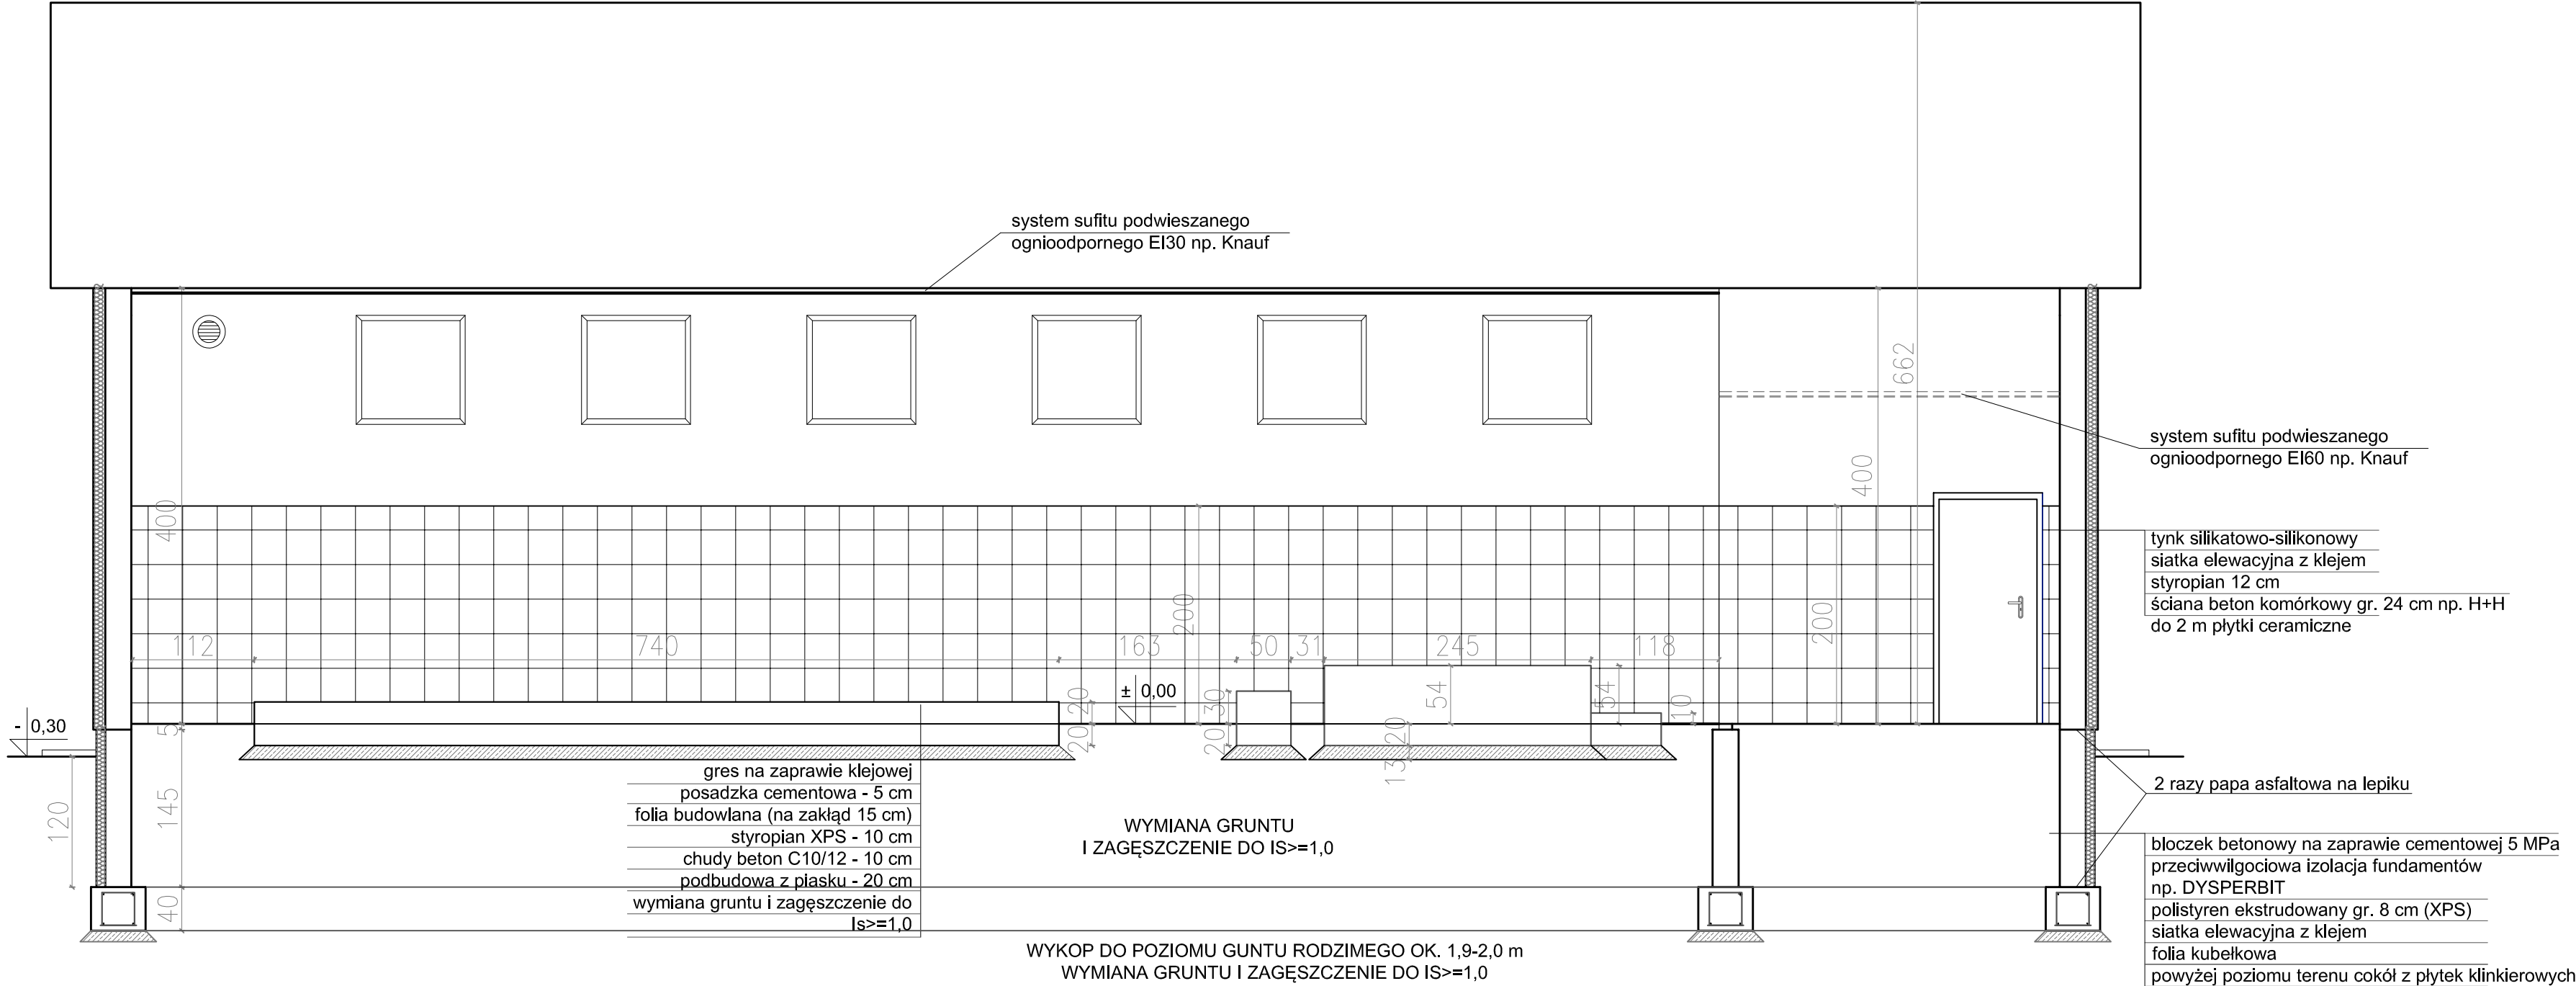 system sufitu podwieszanego
ognioodpornego EI30 np. Knauf
662
system sufitu podwieszanego
ognioodpornego EI60 np. Knauf
400
400
tynk silikatowo-silikonowy
siatka elewacyjna z klejem
styropian 12 cm
ściana beton komórkowy gr. 24 cm np. H+H
do 2 m płytki ceramiczne
200
200
112
740
163
50
31
245
118
± 0,00
20
20
30
20
54
54
10
20
13
- 0,30
5
145
120
40
gres na zaprawie klejowej
posadzka cementowa - 5 cm
folia budowlana (na zakłąd 15 cm)
styropian XPS - 10 cm
chudy beton C10/12 - 10 cm
podbudowa z piasku - 20 cm
wymiana gruntu i zagęszczenie do
Is>=1,0
WYMIANA GRUNTU
I ZAGĘSZCZENIE DO IS>=1,0
2 razy papa asfaltowa na lepiku
bloczek betonowy na zaprawie cementowej 5 MPa
przeciwwilgociowa izolacja fundamentów
np. DYSPERBIT
polistyren ekstrudowany gr. 8 cm (XPS)
siatka elewacyjna z klejem
folia kubełkowa
powyżej poziomu terenu cokół z płytek klinkierowych
WYKOP DO POZIOMU GUNTU RODZIMEGO OK. 1,9-2,0 m
WYMIANA GRUNTU I ZAGĘSZCZENIE DO IS>=1,0